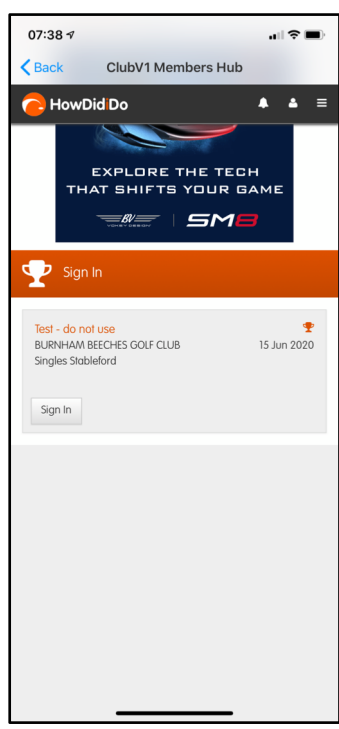 07:38
Back
ClubV1 Members Hub
HowDidiDo
EXPLORE THE TECH
THAT SHIFTS YOUR GAME
BV
VOKEY DESIGN
SM8
Sign In
Test - do not use
BURNHAM BEECHES GOLF CLUB
15 Jun 2020
Singles Stableford
Sign In